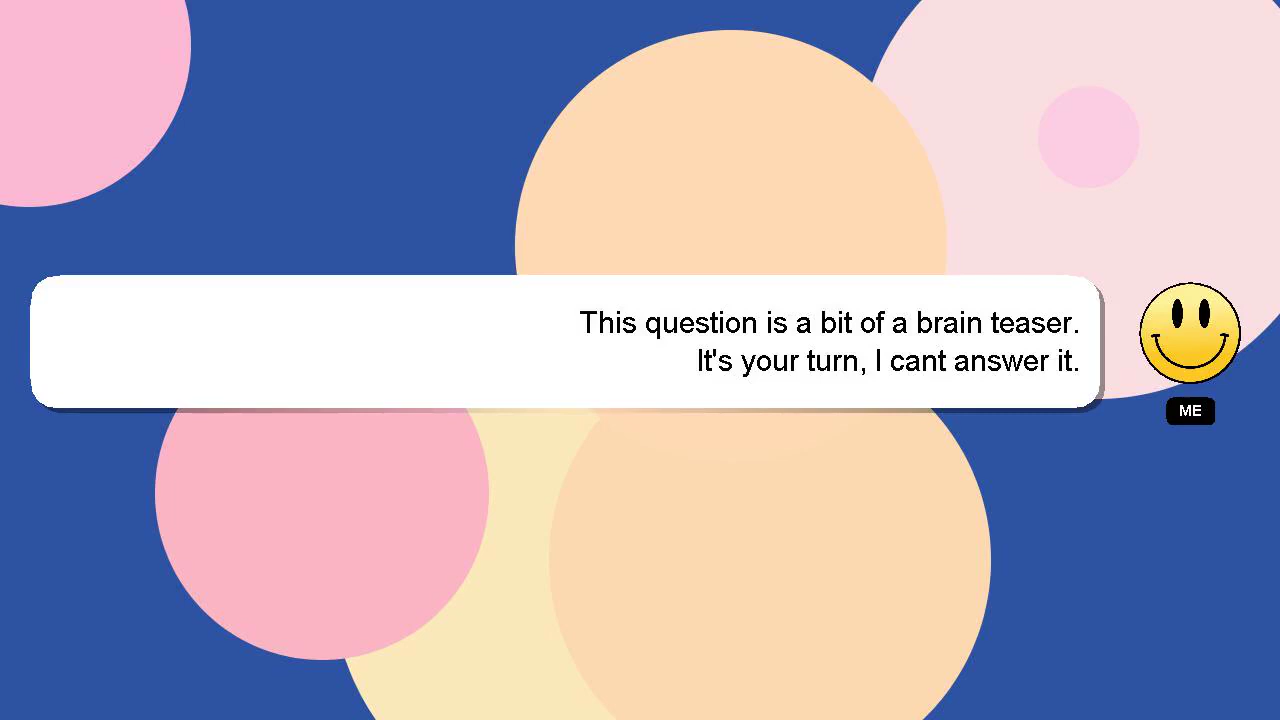 This question is a bit of a brain teaser.
It's your turn, I cant answer it.
ME